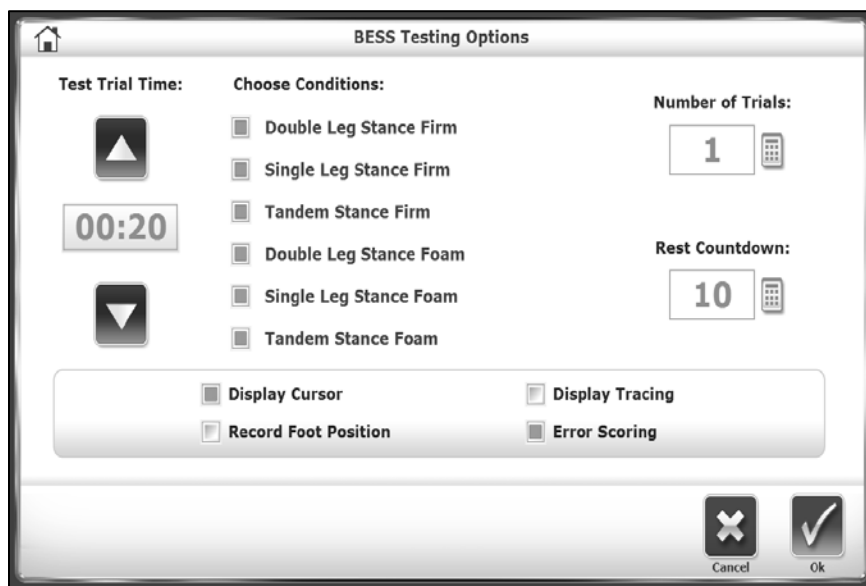 BESS Testing Options
Test Trial Time:
00:20
Choose Conditions:
Double Leg Stance Firm
Single Leg Stance Firm
Tandem Stance Firm
Double Leg Stance Foam
Single Leg Stance Foam
Tandem Stance Foam
Number of Trials:
1
Rest Countdown:
10
Display Cursor
Display Tracing
Record Foot Position
Error Scoring
Cancel
Ok